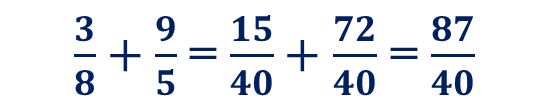 3/8 + 9/5 = 15/40 + 72/40 = 87/40